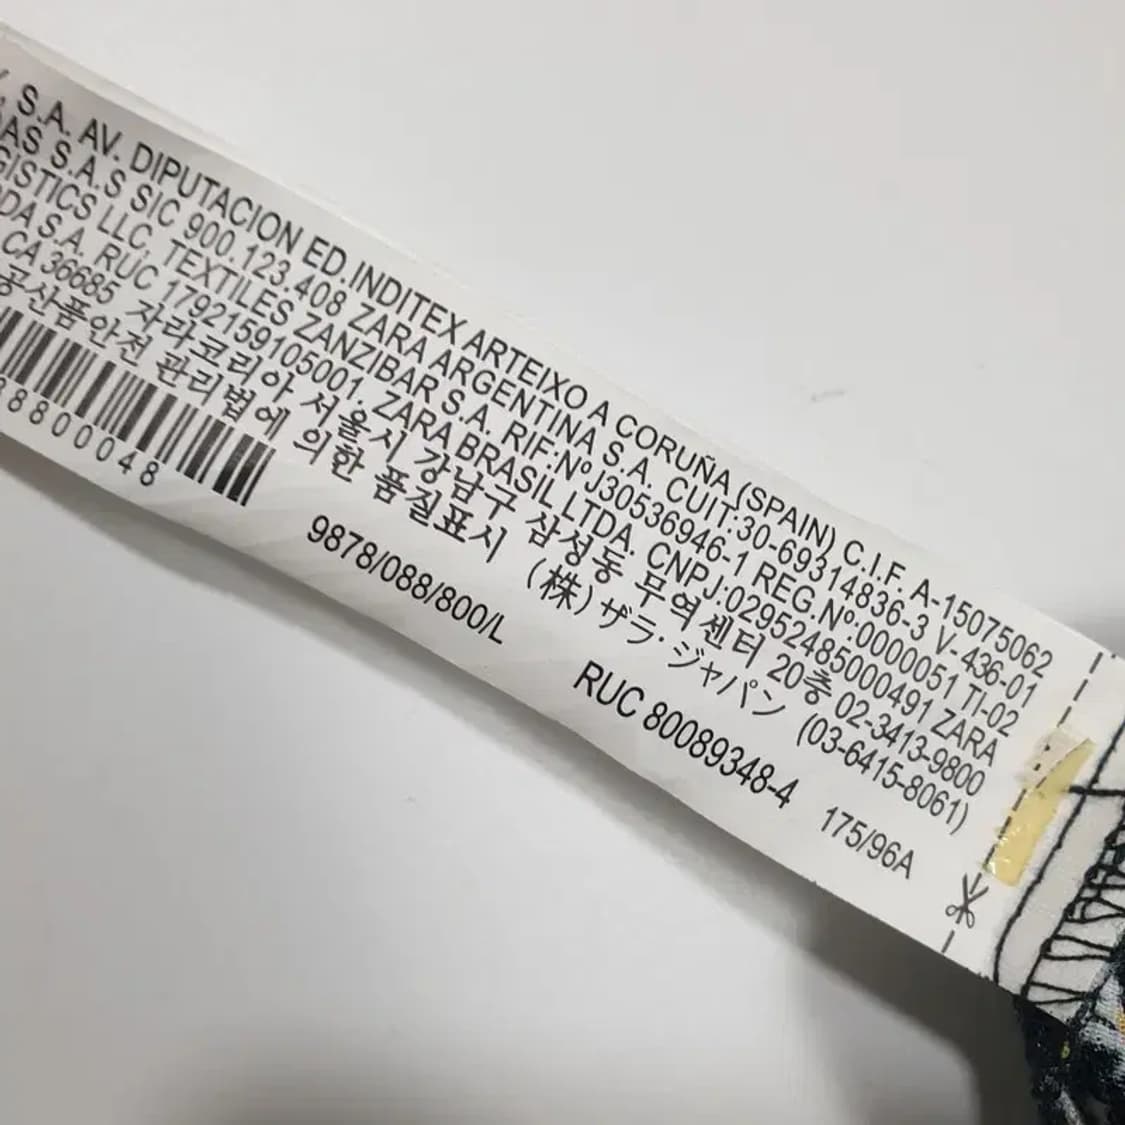 S.A. AV. DIPUTACION ED.INDITEX ARTEIXO A CORUÑA (SPAIN) C.I.F. A-15075062
S.A.S SIC 900.123.408 ZARA ARGENTINA S.A. CUIT:30-69314836-3 V-436-01
LLC, TEXTILES ZANZIBAR S.A. RIF:Nº J30536946-1 REG.Nº:0000051 TI-02
S.A. RUC 1792159105001. ZARA BRASIL LTDA. CNPJ:02952485000491 ZARA
CA 36685 자라코리아 서울시 강남구 삼성동 무역센터 20층 02-3413-9800
공산품안전 관리법에 의한 품질표시 (株) ザラ・ジャパン (03-6415-8061)
880004​8
9878/088/800/L
RUC 80089348-4
175/96A